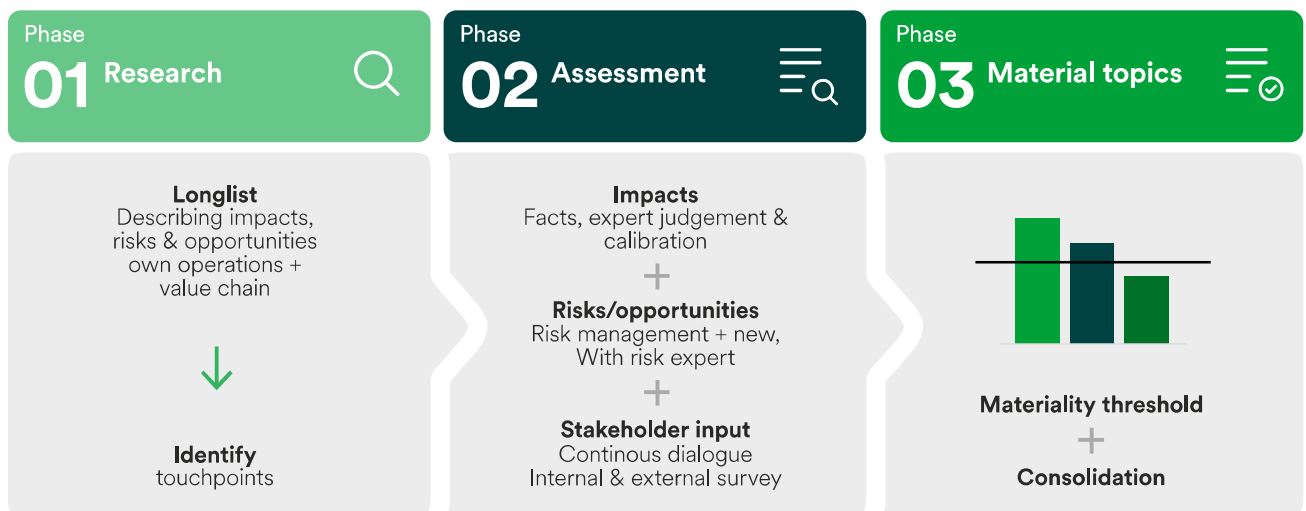 Phase
01 Research
Phase
02 Assessment
Phase
03 Material topics
Longlist
Describing impacts,
risks & opportunities
own operations +
value chain
Identify
touchpoints
Impacts
Facts, expert judgement &
calibration
+
Risks/opportunities
Risk management + new,
With risk expert
+
Stakeholder input
Continous dialogue
Internal & external survey
Materiality threshold
+
Consolidation